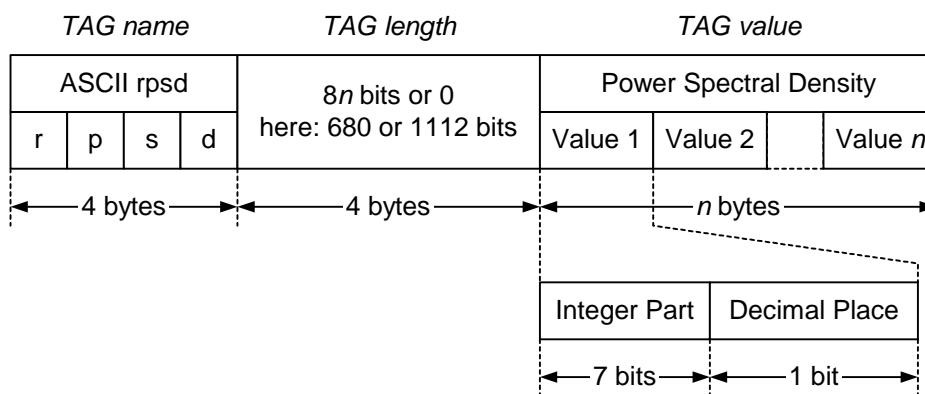 TAG name TAG length TAG value
ASCII rpsd
8n bits or 0
here: 680 or 1112 bits
Power Spectral Density
r p s d
Value 1 Value 2 Value n
4 bytes 4 bytes n bytes
Integer Part Decimal Place
7 bits 1 bit